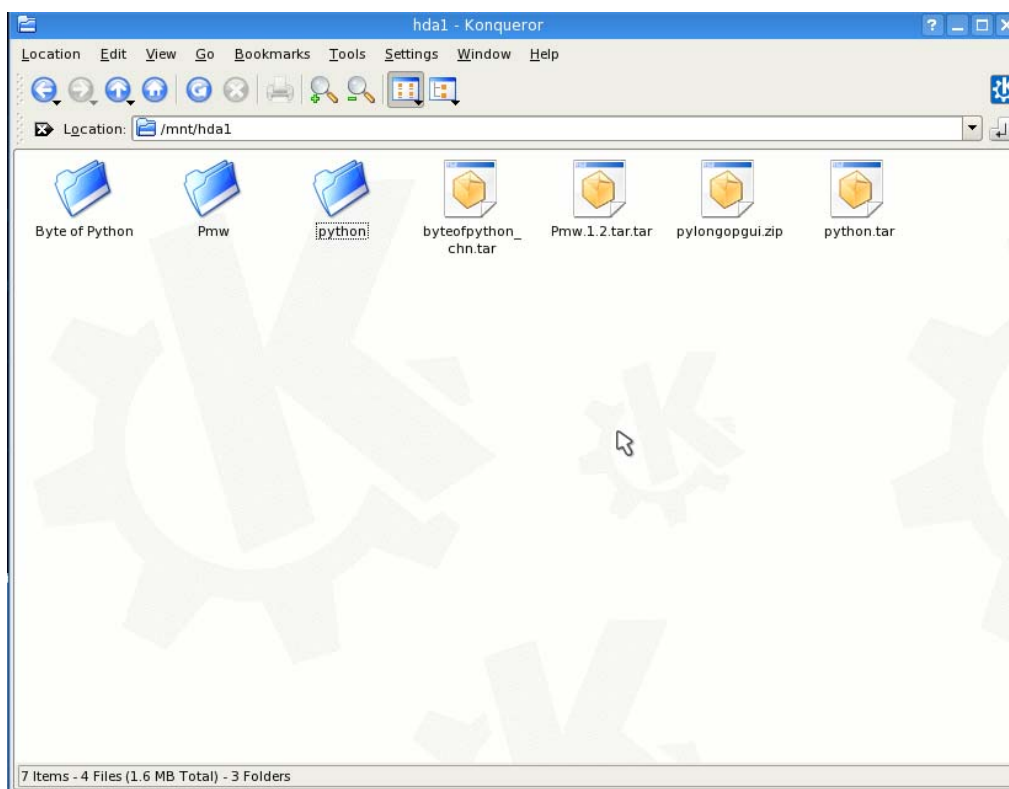 hda1 - Konqueror
Location Edit View Go Bookmarks Tools Settings Window Help
Location: /mnt/hda1
Byte of Python
Pmw
python
byteofpython_
chn.tar
Pmw.1.2.tar.tar
pylongopgui.zip
python.tar
7 Items - 4 Files (1.6 MB Total) - 3 Folders